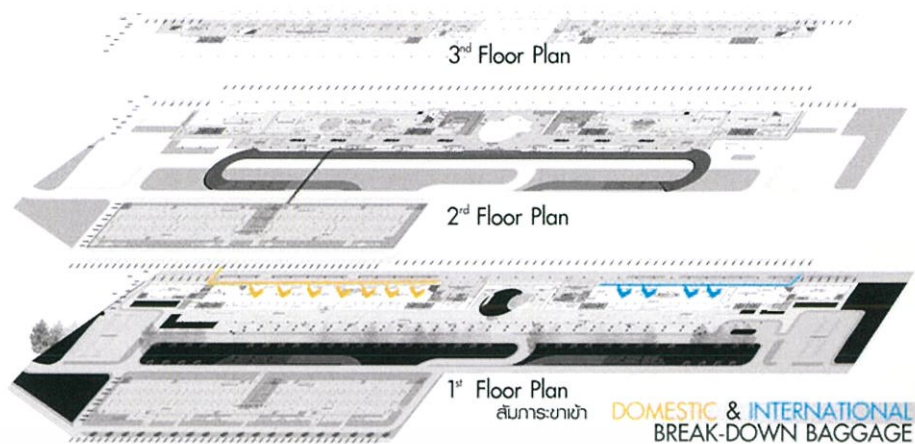 3nd Floor Plan
2rd Floor Plan
1st Floor Plan
สัมภาระขาเข้า
DOMESTIC & INTERNATIONAL
BREAK-DOWN BAGGAGE